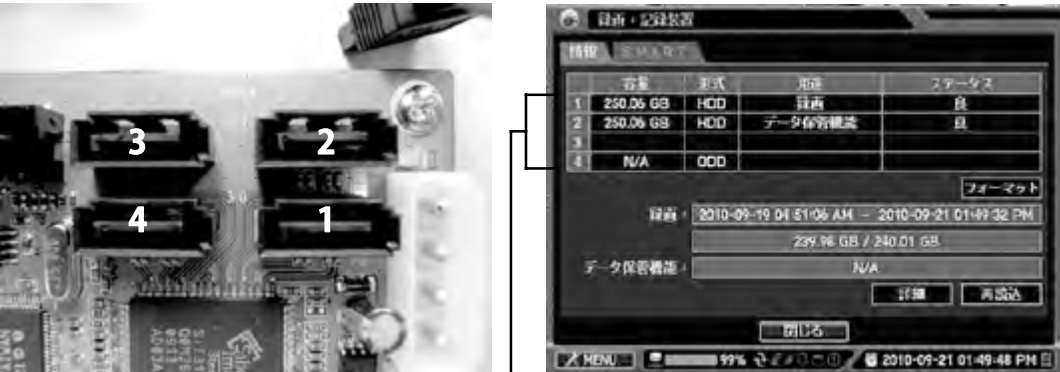 3
2
4
1
録画・記録装置
情報 S.M.A.R.T
容量 形式 用途 ステータス
1 250.06 GB HDD 録画 良
2 250.06 GB HDD データ保管機能 良
3
4 N/A ODD
フォーマット
録画 : 2010-09-19 04:51:06 AM - 2010-09-21 01:49:32 PM
239.96 GB / 240.01 GB
データ保管機能 : N/A
詳細 再読込
閉じる
MENU 99% 2010-09-21 01:49:48 PM